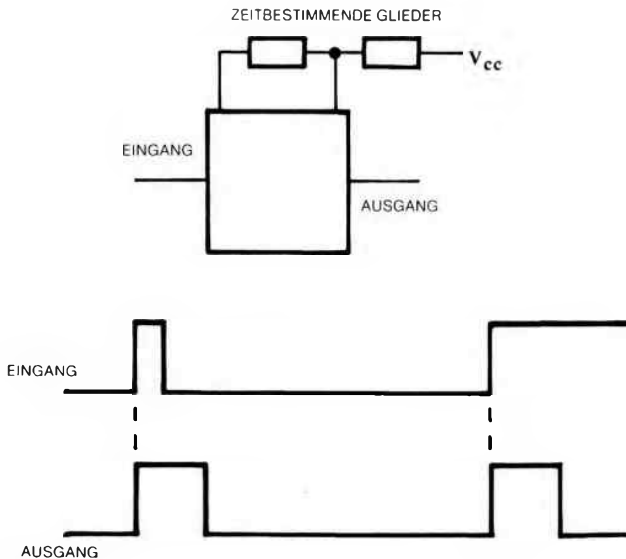 ZEITBESTIMMENDE GLIEDER
Vcc
EINGANG
AUSGANG
EINGANG
AUSGANG